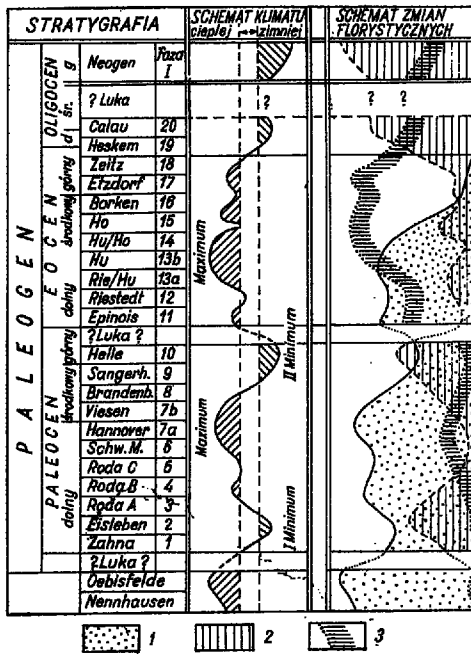 STRATYGRAFIA
SCHEMAT KLIMATU
cieplej zimniej
SCHEMAT ZMIAN
FLORYSTYCZNYCH
PALEOGEN
OLIGOCEN
g
śr.
d
EOCEN
górny
środkowy
dolny
PALEOCEN
górny
środkowy
dolny
Neogen faza I
? Luka
Calau 20
Heskem 19
Zeitz 18
Etzdorf 17
Borken 16
Ho 15
Hu/Ho 14
Hu 13b
Rie/Hu 13a
Riestedt 12
Epinois 11
? Luka ?
Helle 10
Sangerh. 9
Brandenb. 8
Viesen 7b
Hannover 7a
Schw. M. 6
Roda C 5
Roda B 4
Roda A 3
Eisleben 2
Zahna 1
? Luka ?
Oebisfelde
Nennhausen
?
Maximum
II Minimum
Maximum
I Minimum
? ?
1 2 3